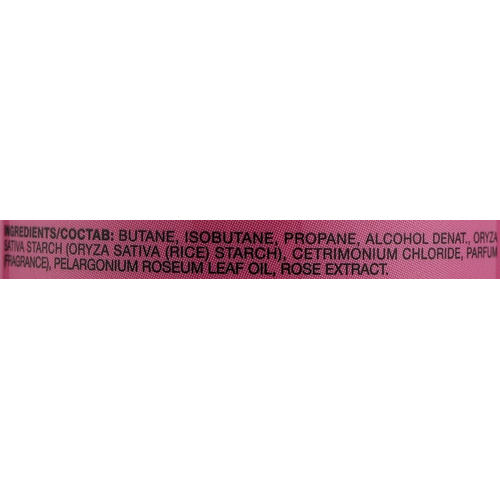 INGREDIENTS/СОСТАВ: BUTANE, ISOBUTANE, PROPANE, ALCOHOL DENAT., ORYZA
SATIVA STARCH (ORYZA SATIVA (RICE) STARCH), CETRIMONIUM CHLORIDE, PARFUM
(FRAGRANCE), PELARGONIUM ROSEUM LEAF OIL, ROSE EXTRACT.